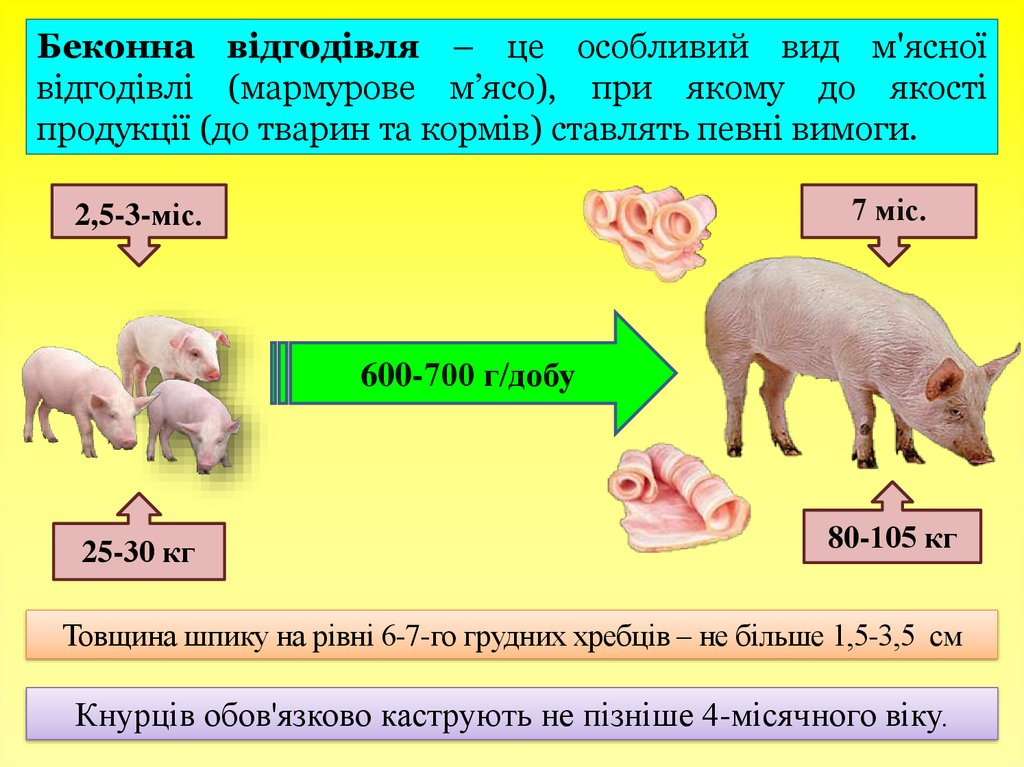 Беконна відгодівля – це особливий вид м'ясної
відгодівлі (мармурове м’ясо), при якому до якості
продукції (до тварин та кормів) ставлять певні вимоги.
2,5-3-міс.
7 міс.
600-700 г/добу
25-30 кг
80-105 кг
Товщина шпику на рівні 6-7-го грудних хребців – не більше 1,5-3,5 см
Кнурців обов'язково каструють не пізніше 4-місячного віку.